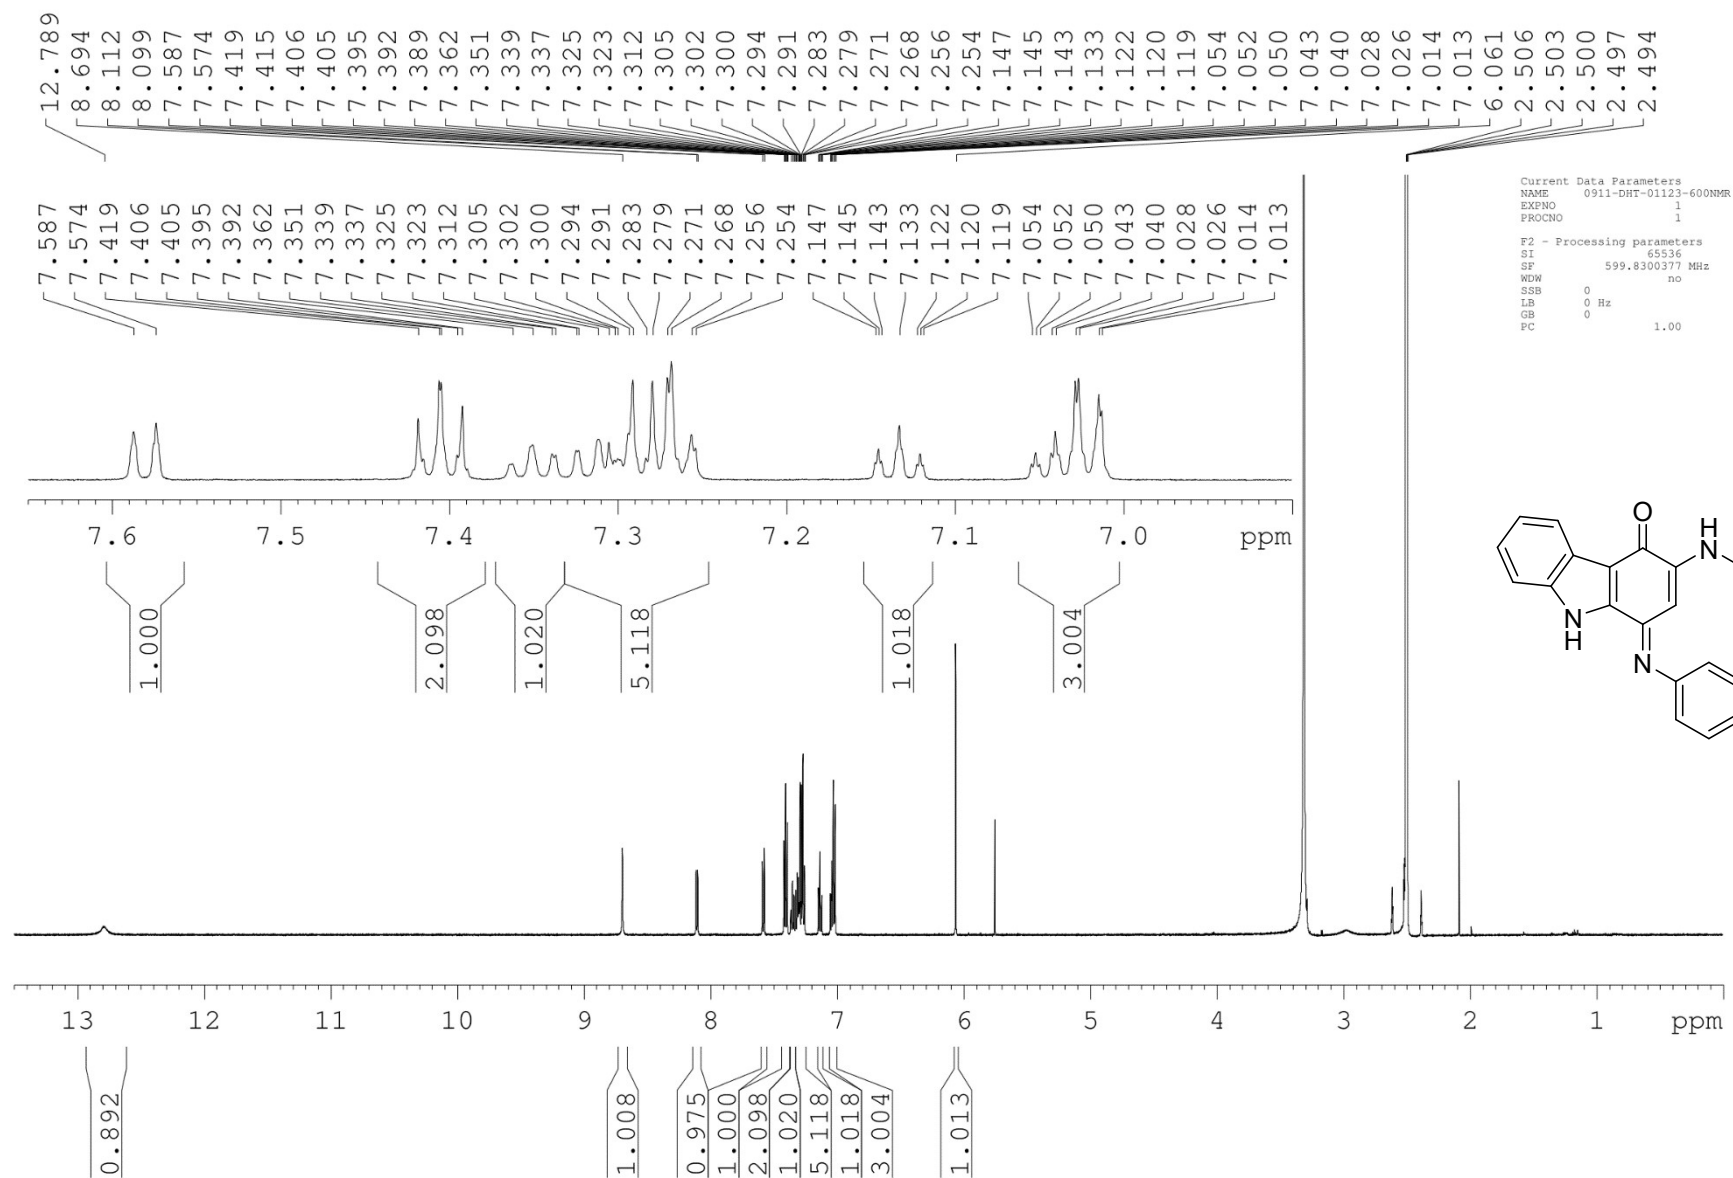 12.789 8.694 8.112 8.099 7.587 7.574 7.419 7.415 7.406 7.405 7.395 7.392 7.389 7.362 7.351 7.339 7.337 7.325 7.323 7.312 7.305 7.302 7.300 7.294 7.291 7.283 7.279 7.271 7.268 7.256 7.254 7.147 7.145 7.143 7.133 7.122 7.120 7.119 7.054 7.052 7.050 7.043 7.040 7.028 7.026 7.014 7.013 6.061 2.506 2.503 2.500 2.497 2.494
Current Data Parameters
NAME 0911-DHT-01123-600NMR
EXPNO 1
PROCNO 1
F2 - Processing parameters
SI 65536
SF 599.8300377 MHz
WDW no
SSB 0
LB 0 Hz
GB 0
PC 1.00
7.587 7.574 7.419 7.406 7.405 7.395 7.392 7.362 7.351 7.339 7.337 7.325 7.323 7.312 7.305 7.302 7.300 7.294 7.291 7.283 7.279 7.271 7.268 7.256 7.254 7.147 7.145 7.143 7.133 7.122 7.120 7.119 7.054 7.052 7.050 7.043 7.040 7.028 7.026 7.014 7.013
7.6 7.5 7.4 7.3 7.2 7.1 7.0 ppm
1.000 2.098 1.020 5.118 1.018 3.004
O
H
N
N
H
N
13 12 11 10 9 8 7 6 5 4 3 2 1 ppm
0.892 1.008 0.975 1.000 2.098 1.020 5.118 1.018 3.004 1.013